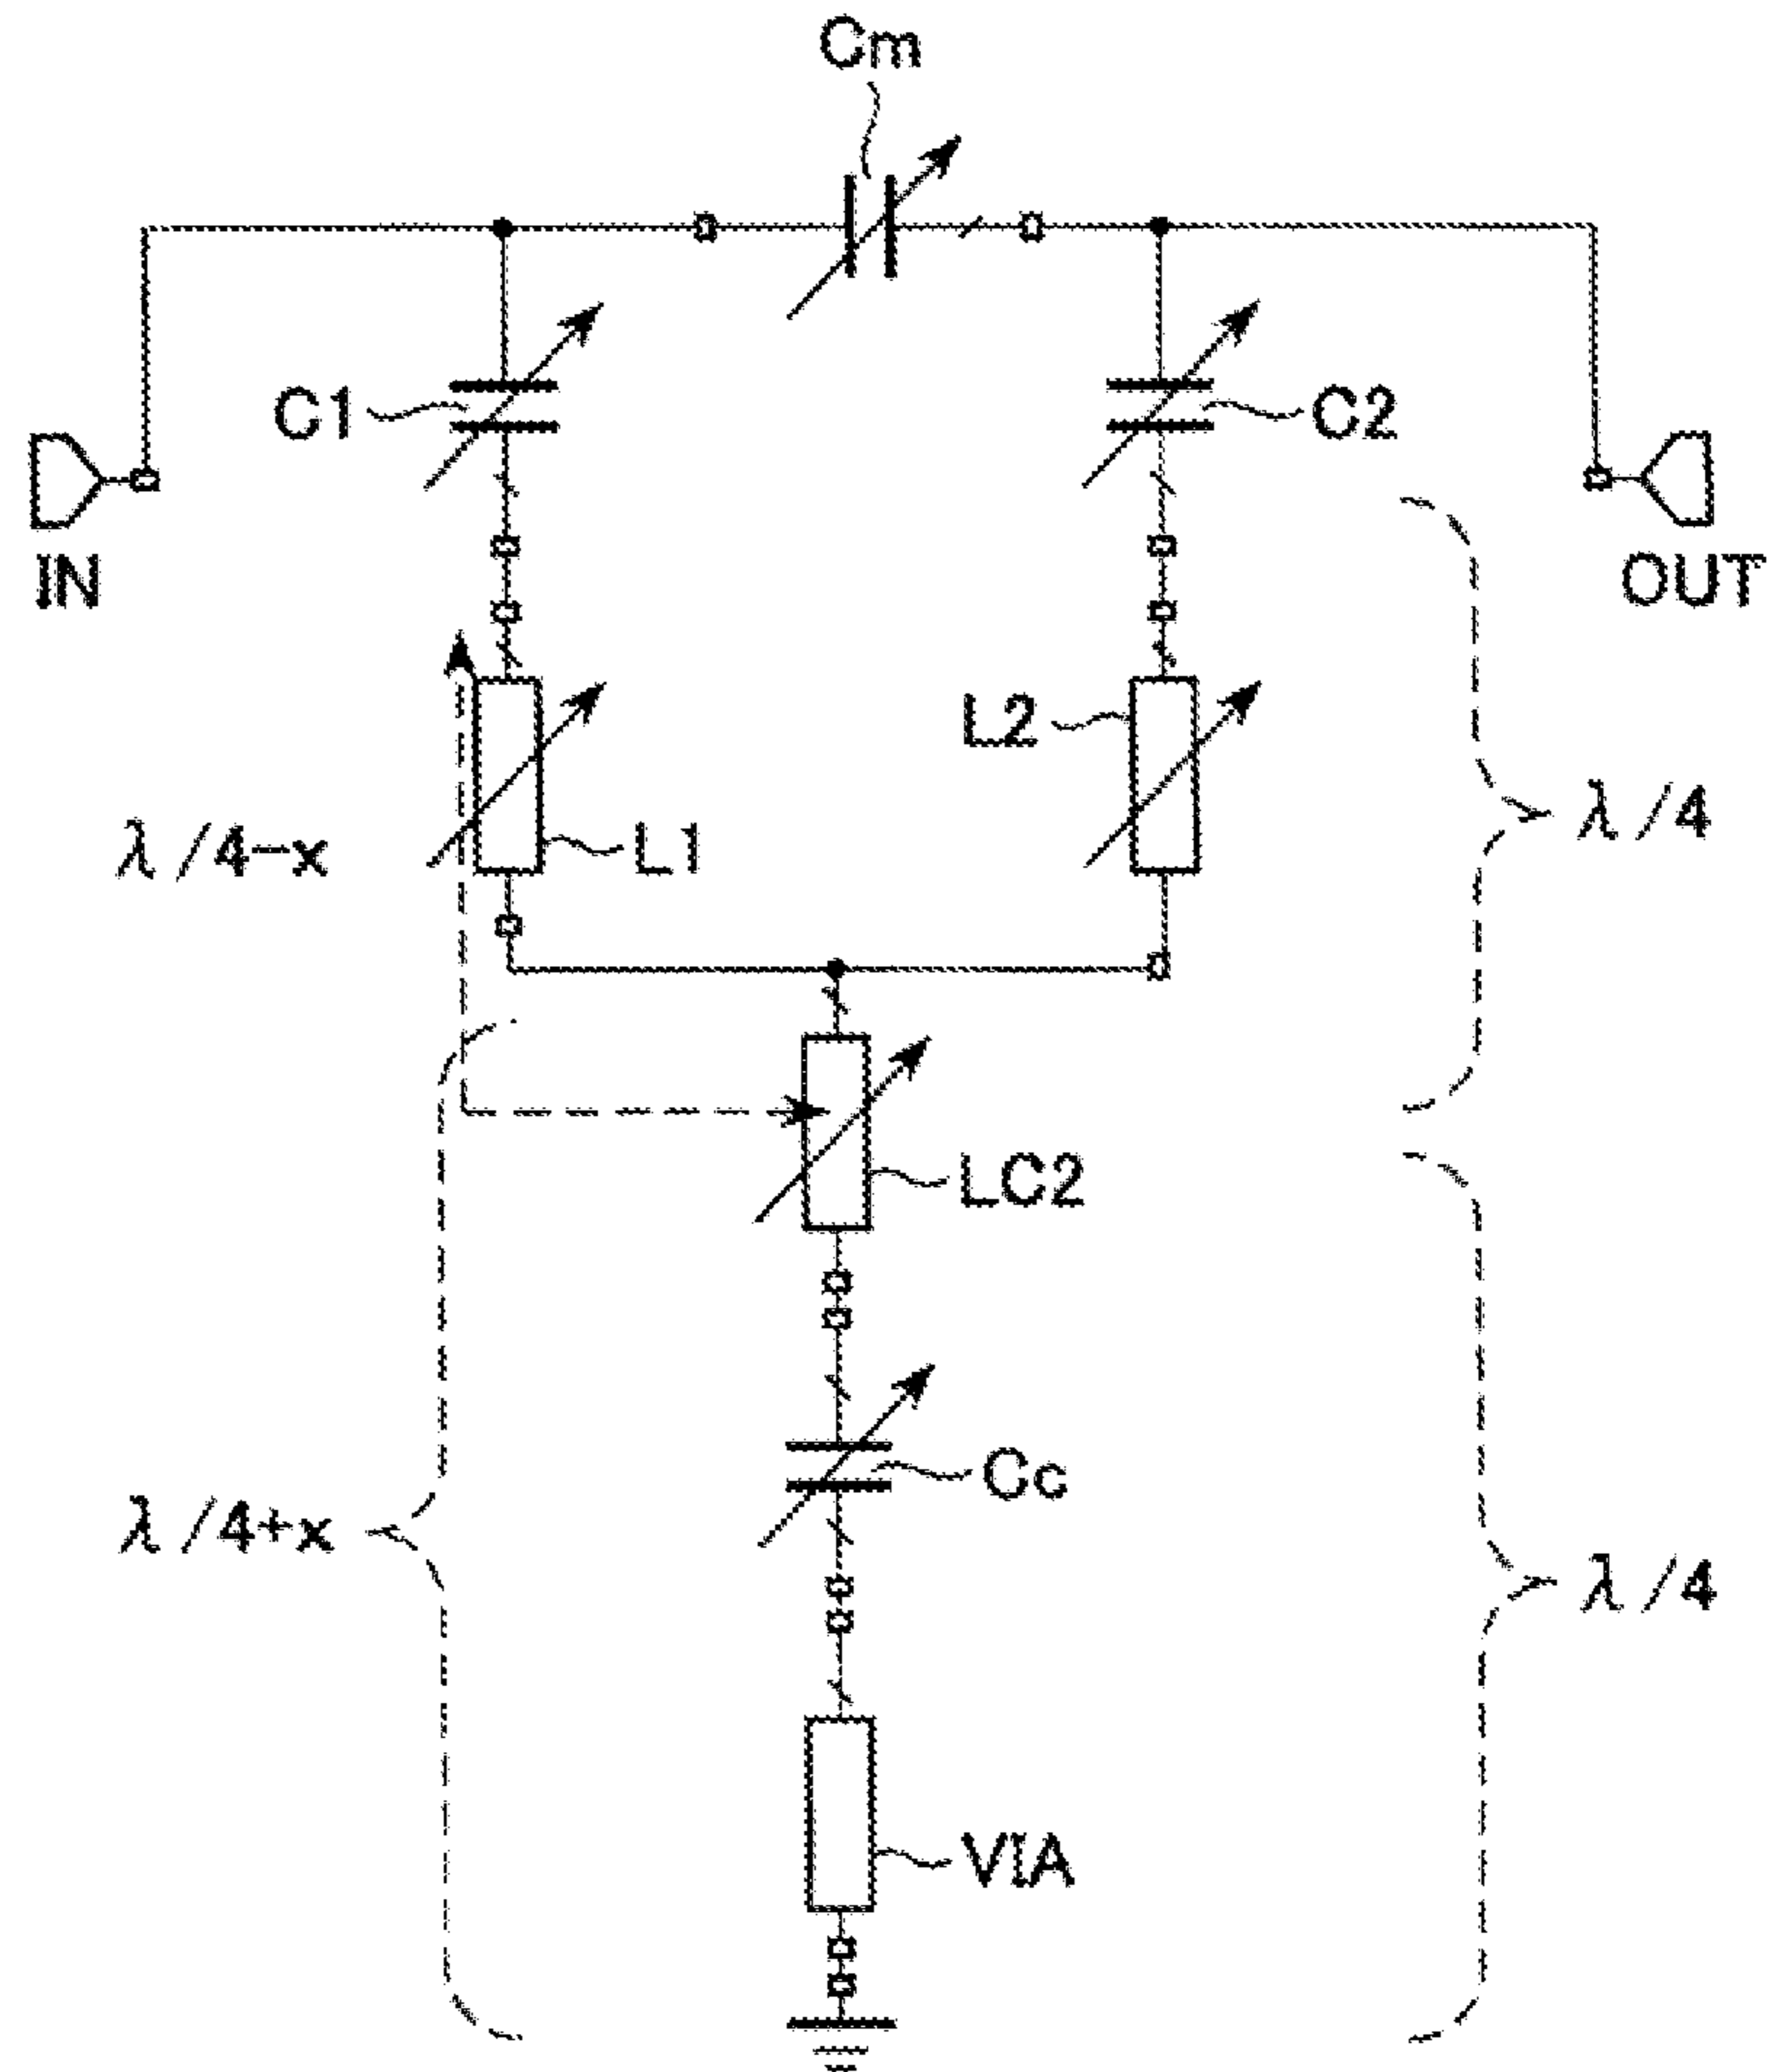 Cm
C1
C2
IN
OUT
L2
λ/4
λ/4-x
L1
LC2
Cc
λ/4+x
λ/4
VIA